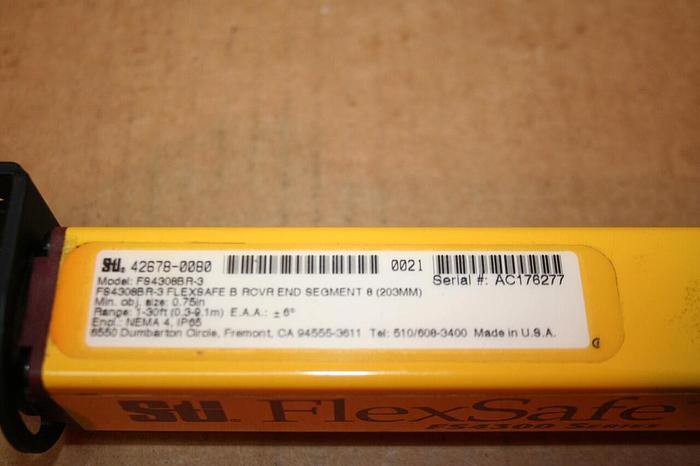 Sti. 42678-0080 0021
Serial #: AC176277
Model: FS4308BR-3
FS4308BR-3 FLEXSAFE B RCVR END SEGMENT 8 (203MM)
Min. obj. size: 0.75in
Range: 1-30ft (0.3-9.1m) E.A.A.: ± 6°
Encl.: NEMA 4, IP65
6550 Dumbarton Circle, Fremont, CA 94555-3611 Tel: 510/608-3400 Made in U.S.A.
Sti. FlexSafe
FS4300 SERIES